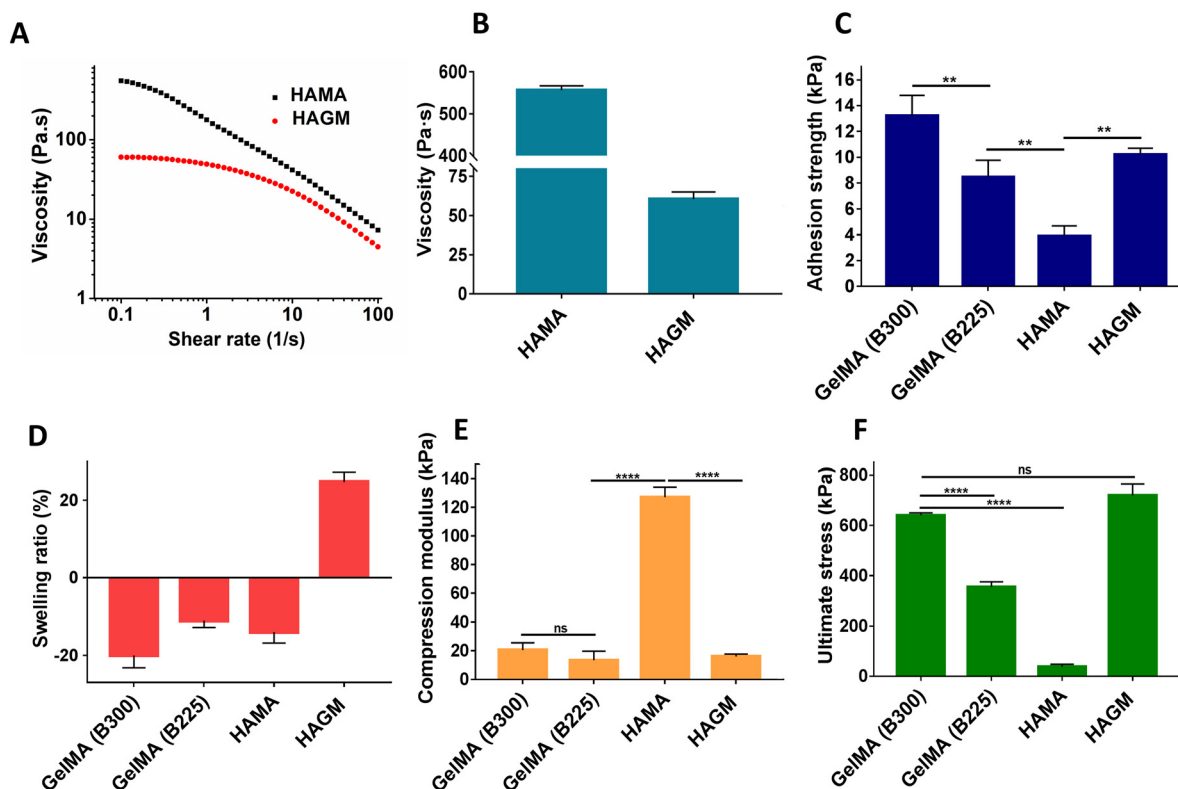 A
Viscosity (Pa.s)
100
10
1
HAMA
HAGM
0.1
1
10
100
Shear rate (1/s)
B
Viscosity (Pa·s)
600
500
400
75
50
25
0
HAMA
HAGM
C
Adhesion strength (kPa)
16
14
12
10
8
6
4
2
0
**
**
**
GelMA (B300)
GelMA (B225)
HAMA
HAGM
D
Swelling ratio (%)
20
0
-20
GelMA (B300)
GelMA (B225)
HAMA
HAGM
E
Compression modulus (kPa)
140
120
100
80
60
40
20
0
ns
****
****
GelMA (B300)
GelMA (B225)
HAMA
HAGM
F
Ultimate stress (kPa)
800
600
400
200
0
ns
****
****
GelMA (B300)
GelMA (B225)
HAMA
HAGM